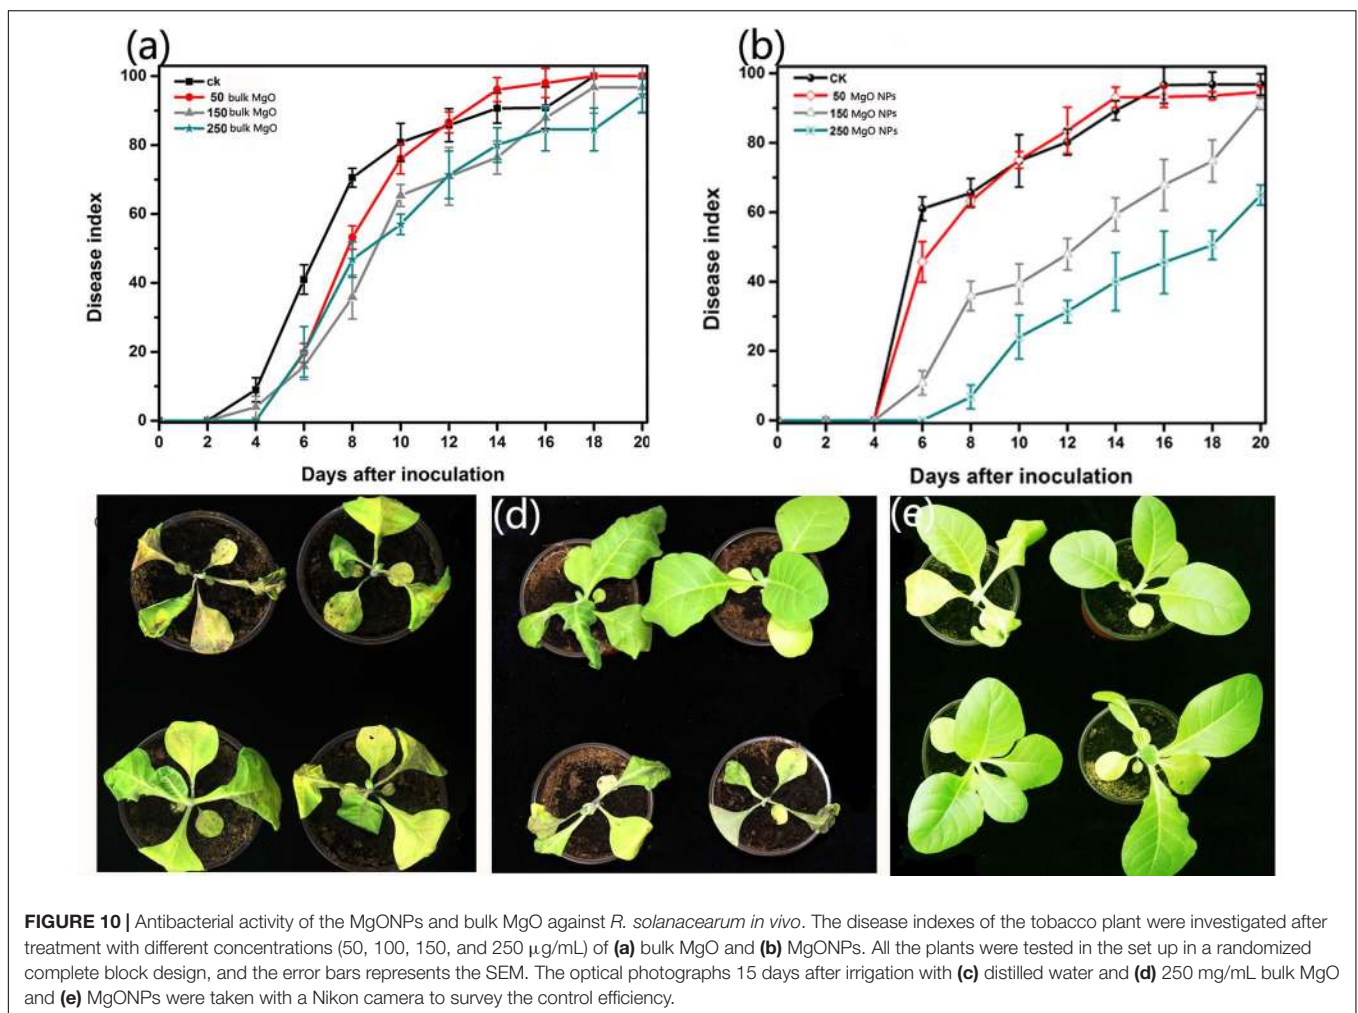 (a)
ck
50 bulk MgO
150 bulk MgO
250 bulk MgO
Disease index
100
80
60
40
20
0
0 2 4 6 8 10 12 14 16 18 20
Days after inoculation
(b)
CK
50 MgO NPs
150 MgO NPs
250 MgO NPs
Disease index
100
80
60
40
20
0
0 2 4 6 8 10 12 14 16 18 20
Days after inoculation
(d)
(e)
FIGURE 10 | Antibacterial activity of the MgONPs and bulk MgO against R. solanacearum in vivo. The disease indexes of the tobacco plant were investigated after
treatment with different concentrations (50, 100, 150, and 250 μg/mL) of (a) bulk MgO and (b) MgONPs. All the plants were tested in the set up in a randomized
complete block design, and the error bars represents the SEM. The optical photographs 15 days after irrigation with (c) distilled water and (d) 250 mg/mL bulk MgO
and (e) MgONPs were taken with a Nikon camera to survey the control efficiency.